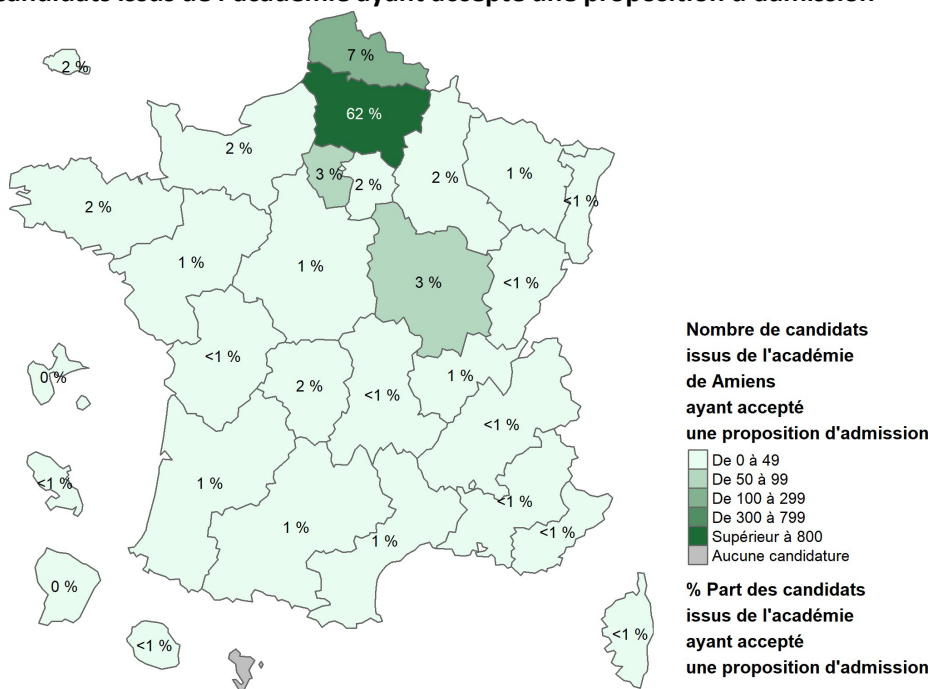 candidats issus de l'académie ayant accepté une proposition d'admission
7 %
2 %
62 %
2 %
3 %
2 %
2 %
1 %
<1 %
2 %
1 %
1 %
3 %
<1 %
<1 %
2 %
<1 %
1 %
<1 %
0 %
<1 %
1 %
1 %
1 %
<1 %
<1 %
0 %
<1 %
<1 %
Nombre de candidats
issus de l'académie
de Amiens
ayant accepté
une proposition d'admission
De 0 à 49
De 50 à 99
De 100 à 299
De 300 à 799
Supérieur à 800
Aucune candidature
% Part des candidats
issus de l'académie
ayant accepté
une proposition d'admission